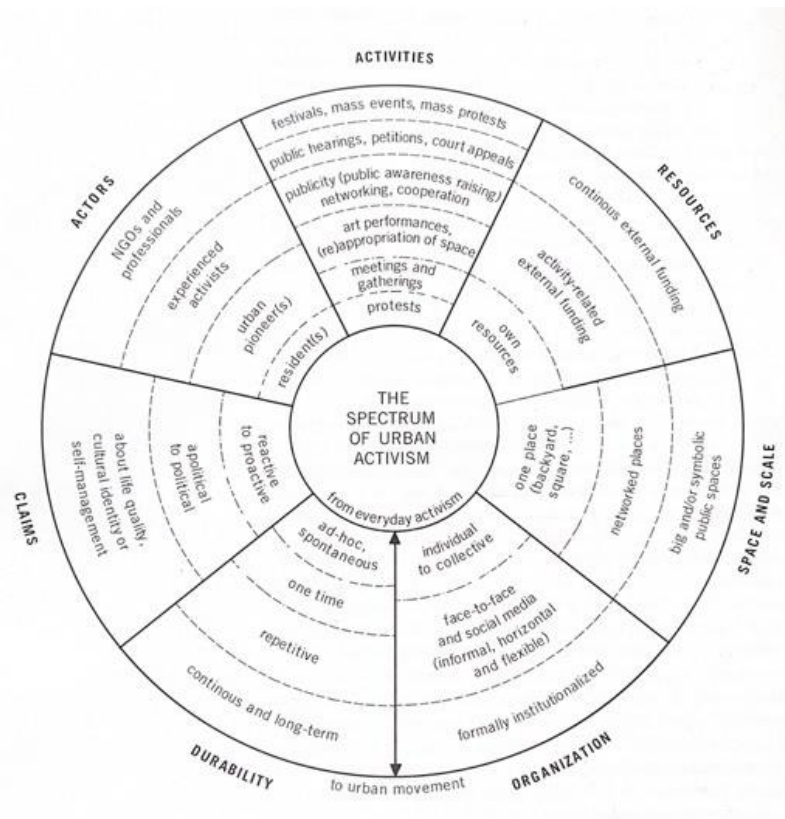 ACTIVITIES
festivals, mass events, mass protests
public hearings, petitions, court appeals
publicity (public awareness raising)
networking, cooperation
art performances,
(re)appropriation of space
meetings and
gatherings
protests
RESOURCES
continous external funding
activity-related
external funding
own
resources
SPACE AND SCALE
big and/or symbolic
public spaces
networked places
one place
(backyard,
square, ...)
ORGANIZATION
individual
to collective
face-to-face
and social media
(informal, horizontal
and flexible)
formally institutionalized
DURABILITY
ad-hoc,
spontaneous
one time
repetitive
continous and long-term
CLAIMS
about life quality,
cultural identity or
self-management
apolitical
to political
reactive
to proactive
ACTORS
NGOs and
professionals
experienced
activists
urban
pioneer(s)
resident(s)
THE
SPECTRUM
OF URBAN
ACTIVISM
from everyday activism
to urban movement